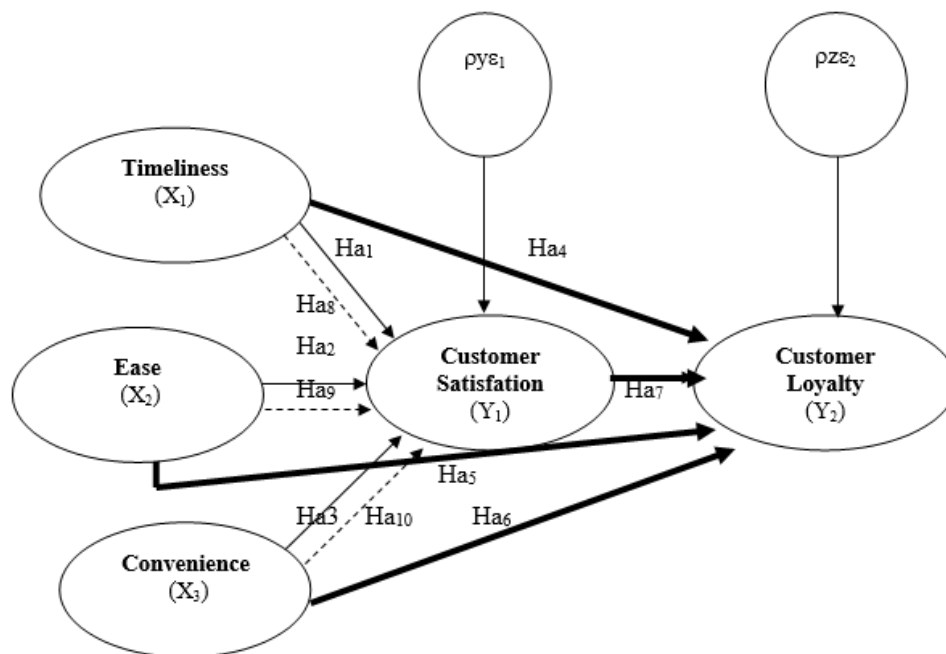 ρyε₁
ρzε₂
Timeliness
(X₁)
Ha₁
Ha₄
Ha₈
Ha₂
Ease
(X₂)
Ha₉
Customer
Satisfation
(Y₁)
Ha₇
Customer
Loyalty
(Y₂)
Ha₅
Ha3
Ha₁₀
Ha₆
Convenience
(X₃)